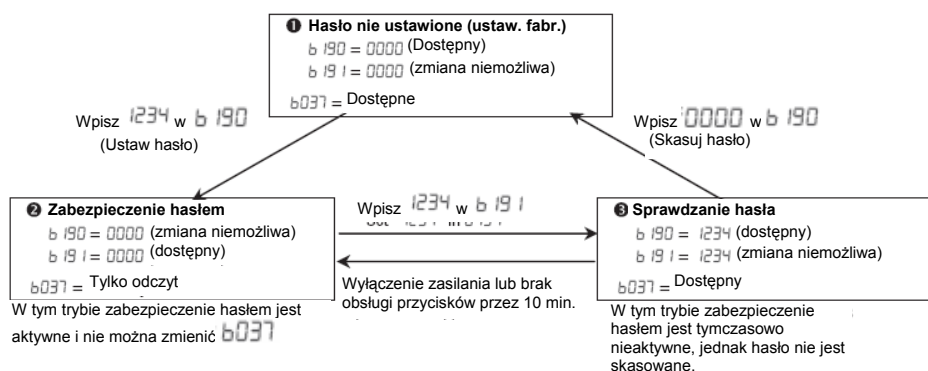 ❶ Hasło nie ustawione (ustaw. fabr.)
b 190 = 0000 (Dostępny)
b 191 = 0000 (zmiana niemożliwa)
b037 = Dostępne
Wpisz 1234 w b 190
(Ustaw hasło)
Wpisz 0000 w b 190
(Skasuj hasło)
❷ Zabezpieczenie hasłem
b 190 = 0000 (zmiana niemożliwa)
b 191 = 0000 (dostępny)
b037 = Tylko odczyt
W tym trybie zabezpieczenie hasłem jest
aktywne i nie można zmienić b037
Wpisz 1234 w b 191
Wyłączenie zasilania lub brak
obsługi przycisków przez 10 min.
❸ Sprawdzanie hasła
b 190 = 1234 (dostępny)
b 191 = 1234 (zmiana niemożliwa)
b037 = Dostępny
W tym trybie zabezpieczenie
hasłem jest tymczasowo
nieaktywne, jednak hasło nie jest
skasowane.